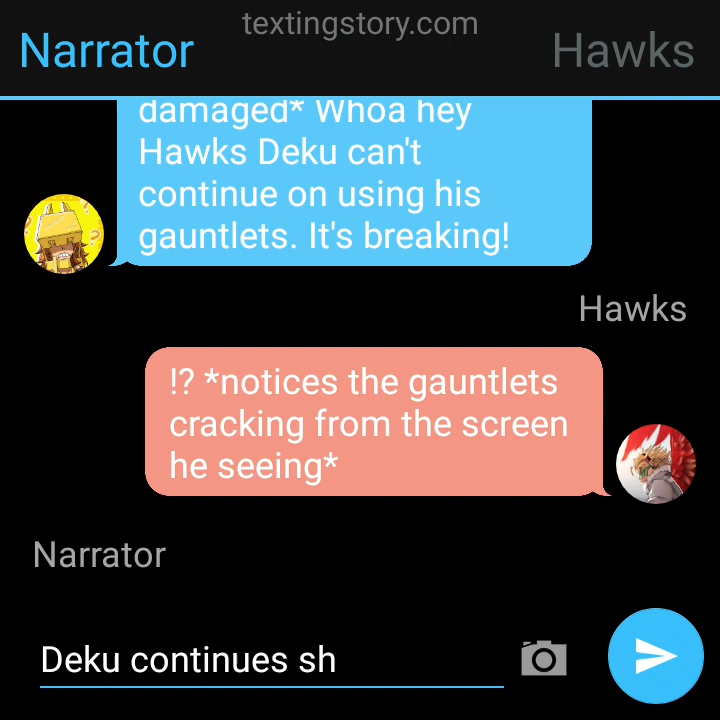 textingstory.com
Narrator
Hawks
damaged* Whoa hey
Hawks Deku can't
continue on using his
gauntlets. It's breaking!
Hawks
!? *notices the gauntlets
cracking from the screen
he seeing*
Narrator
Deku continues sh